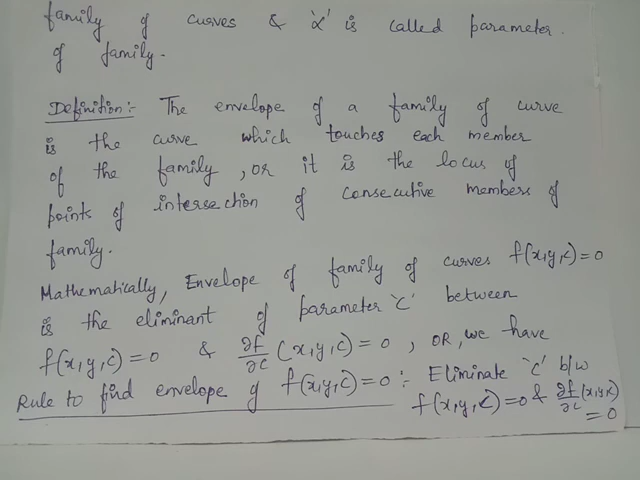 family of curves & 'α' is called parameter.
of family.
Definition:- The envelope of a family of curve
is the curve which touches each member
of the family, or it is the locus of
points of intersection of consecutive members of
family.
Mathematically, Envelope of family of curves f(x,y,c)=0
is the eliminant of parameter 'C' between
f(x,y,c)=0 & ∂f/∂c (x,y,c)=0, OR, we have
Rule to find envelope of f(x,y,c)=0:- Eliminate 'c' b/w
f(x,y,c)=0 & ∂f/∂c (x,y,c)
=0